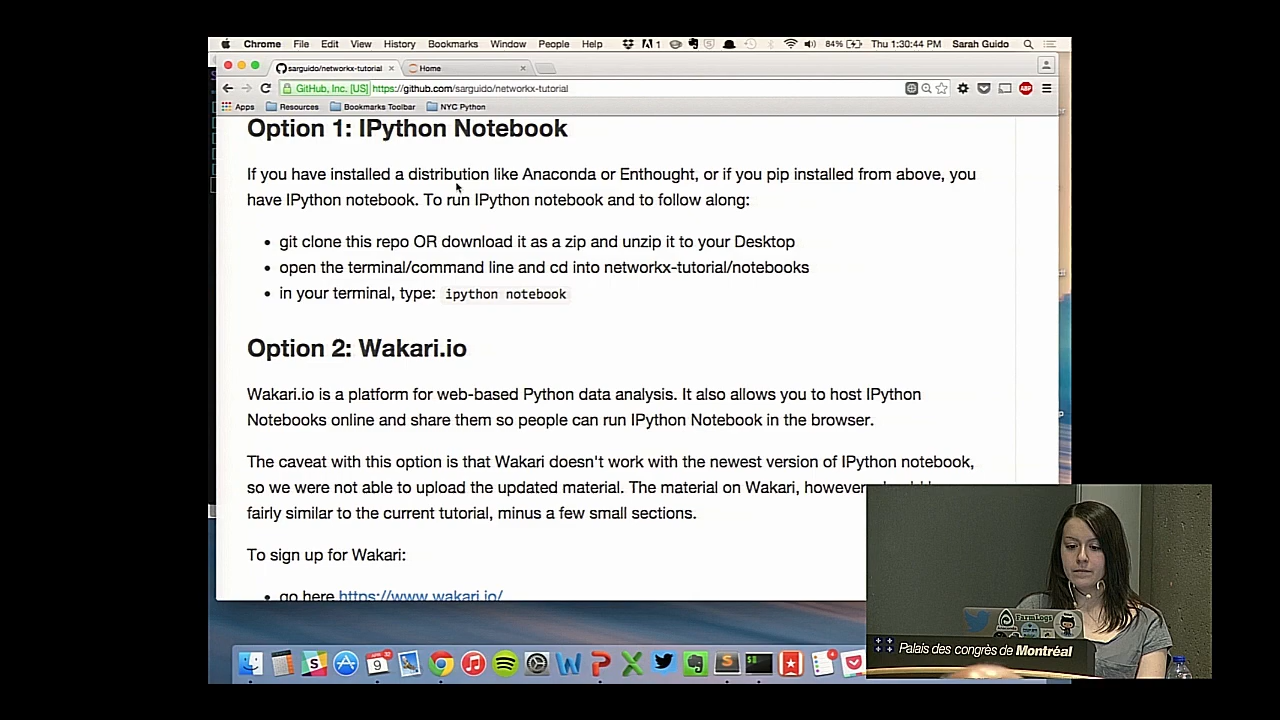 Chrome File Edit View History Bookmarks Window People Help 1 84% Thu 1:30:44 PM Sarah Guido
sarguido/networkx-tutorial Home
GitHub, Inc. [US] https://github.com/sarguido/networkx-tutorial
Apps Resources Bookmarks Toolbar NYC Python
Option 1: IPython Notebook
If you have installed a distribution like Anaconda or Enthought, or if you pip installed from above, you
have IPython notebook. To run IPython notebook and to follow along:
• git clone this repo OR download it as a zip and unzip it to your Desktop
• open the terminal/command line and cd into networkx-tutorial/notebooks
• in your terminal, type: ipython notebook
Option 2: Wakari.io
Wakari.io is a platform for web-based Python data analysis. It also allows you to host IPython
Notebooks online and share them so people can run IPython Notebook in the browser.
The caveat with this option is that Wakari doesn't work with the newest version of IPython notebook,
so we were not able to upload the updated material. The material on Wakari, however
fairly similar to the current tutorial, minus a few small sections.
To sign up for Wakari:
• go here https://www.wakari.io/
FarmLogs
Palais des congrès de Montréal
9
4